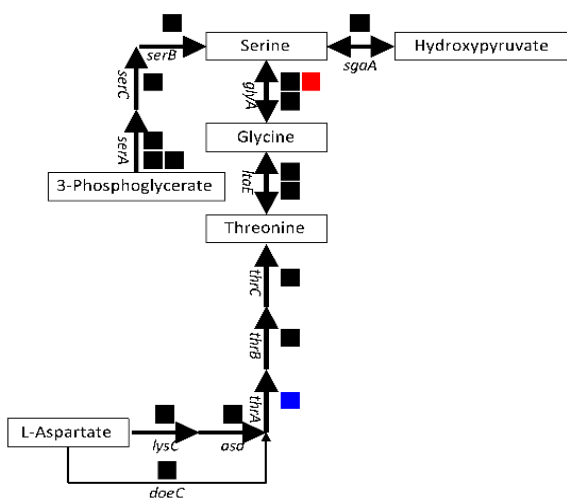 serB
Serine
sgaA
Hydroxypyruvate
serC
glyA
serA
Glycine
ltaE
3-Phosphoglycerate
Threonine
thrC
thrB
thrA
L-Aspartate
lysC
asd
doeC